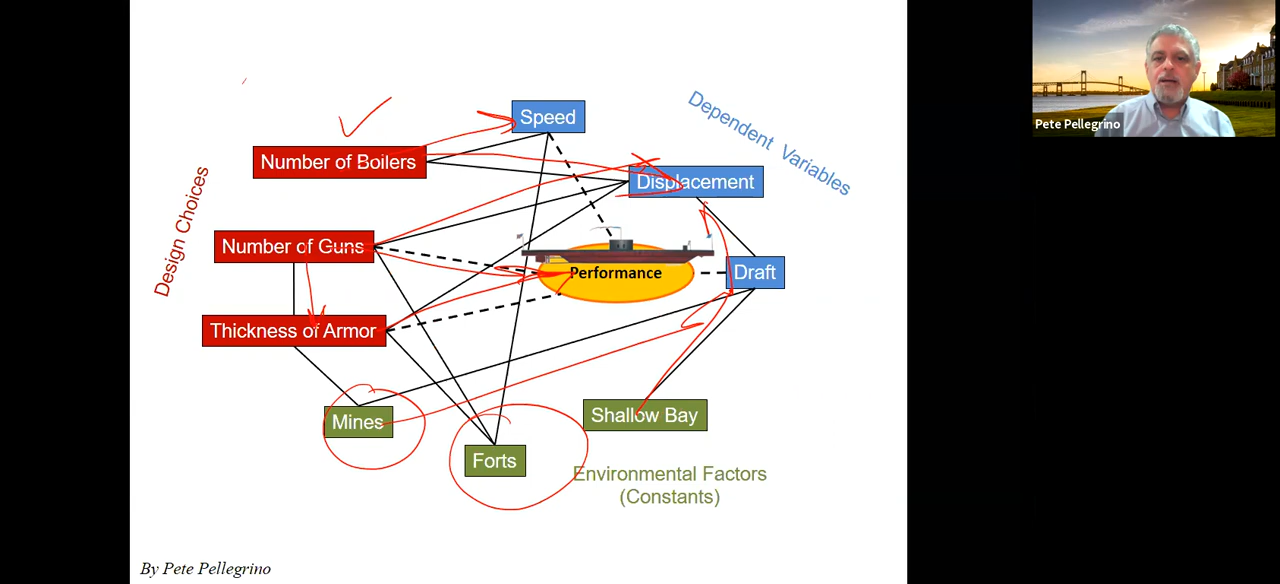 Speed
Dependent Variables
Number of Boilers
Displacement
Design Choices
Number of Guns
Performance
Draft
Thickness of Armor
Mines
Shallow Bay
Forts
Environmental Factors
(Constants)
By Pete Pellegrino
Pete Pellegrino